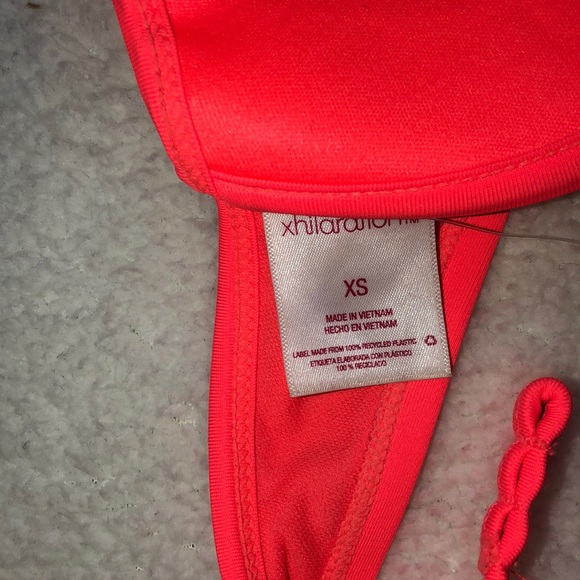 xhilaration™
XS
MADE IN VIETNAM
HECHO EN VIETNAM
LABEL MADE FROM 100% RECYCLED PLASTIC
ETIQUETA ELABORADA CON PLÁSTICO
100 % RECICLADO